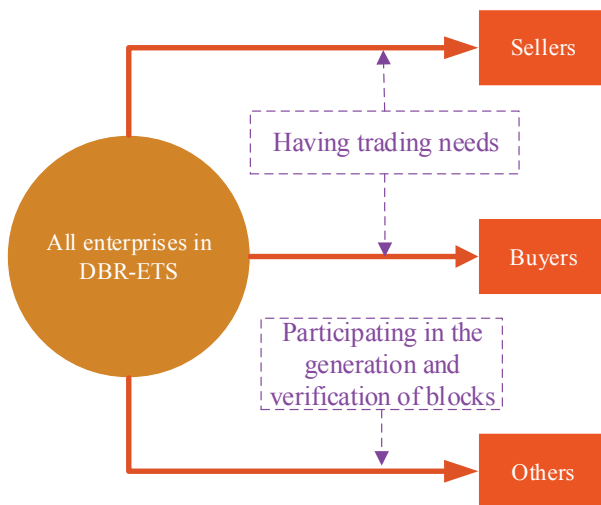 Sellers
Having trading needs
All enterprises in
DBR-ETS
Buyers
Participating in the
generation and
verification of blocks
Others